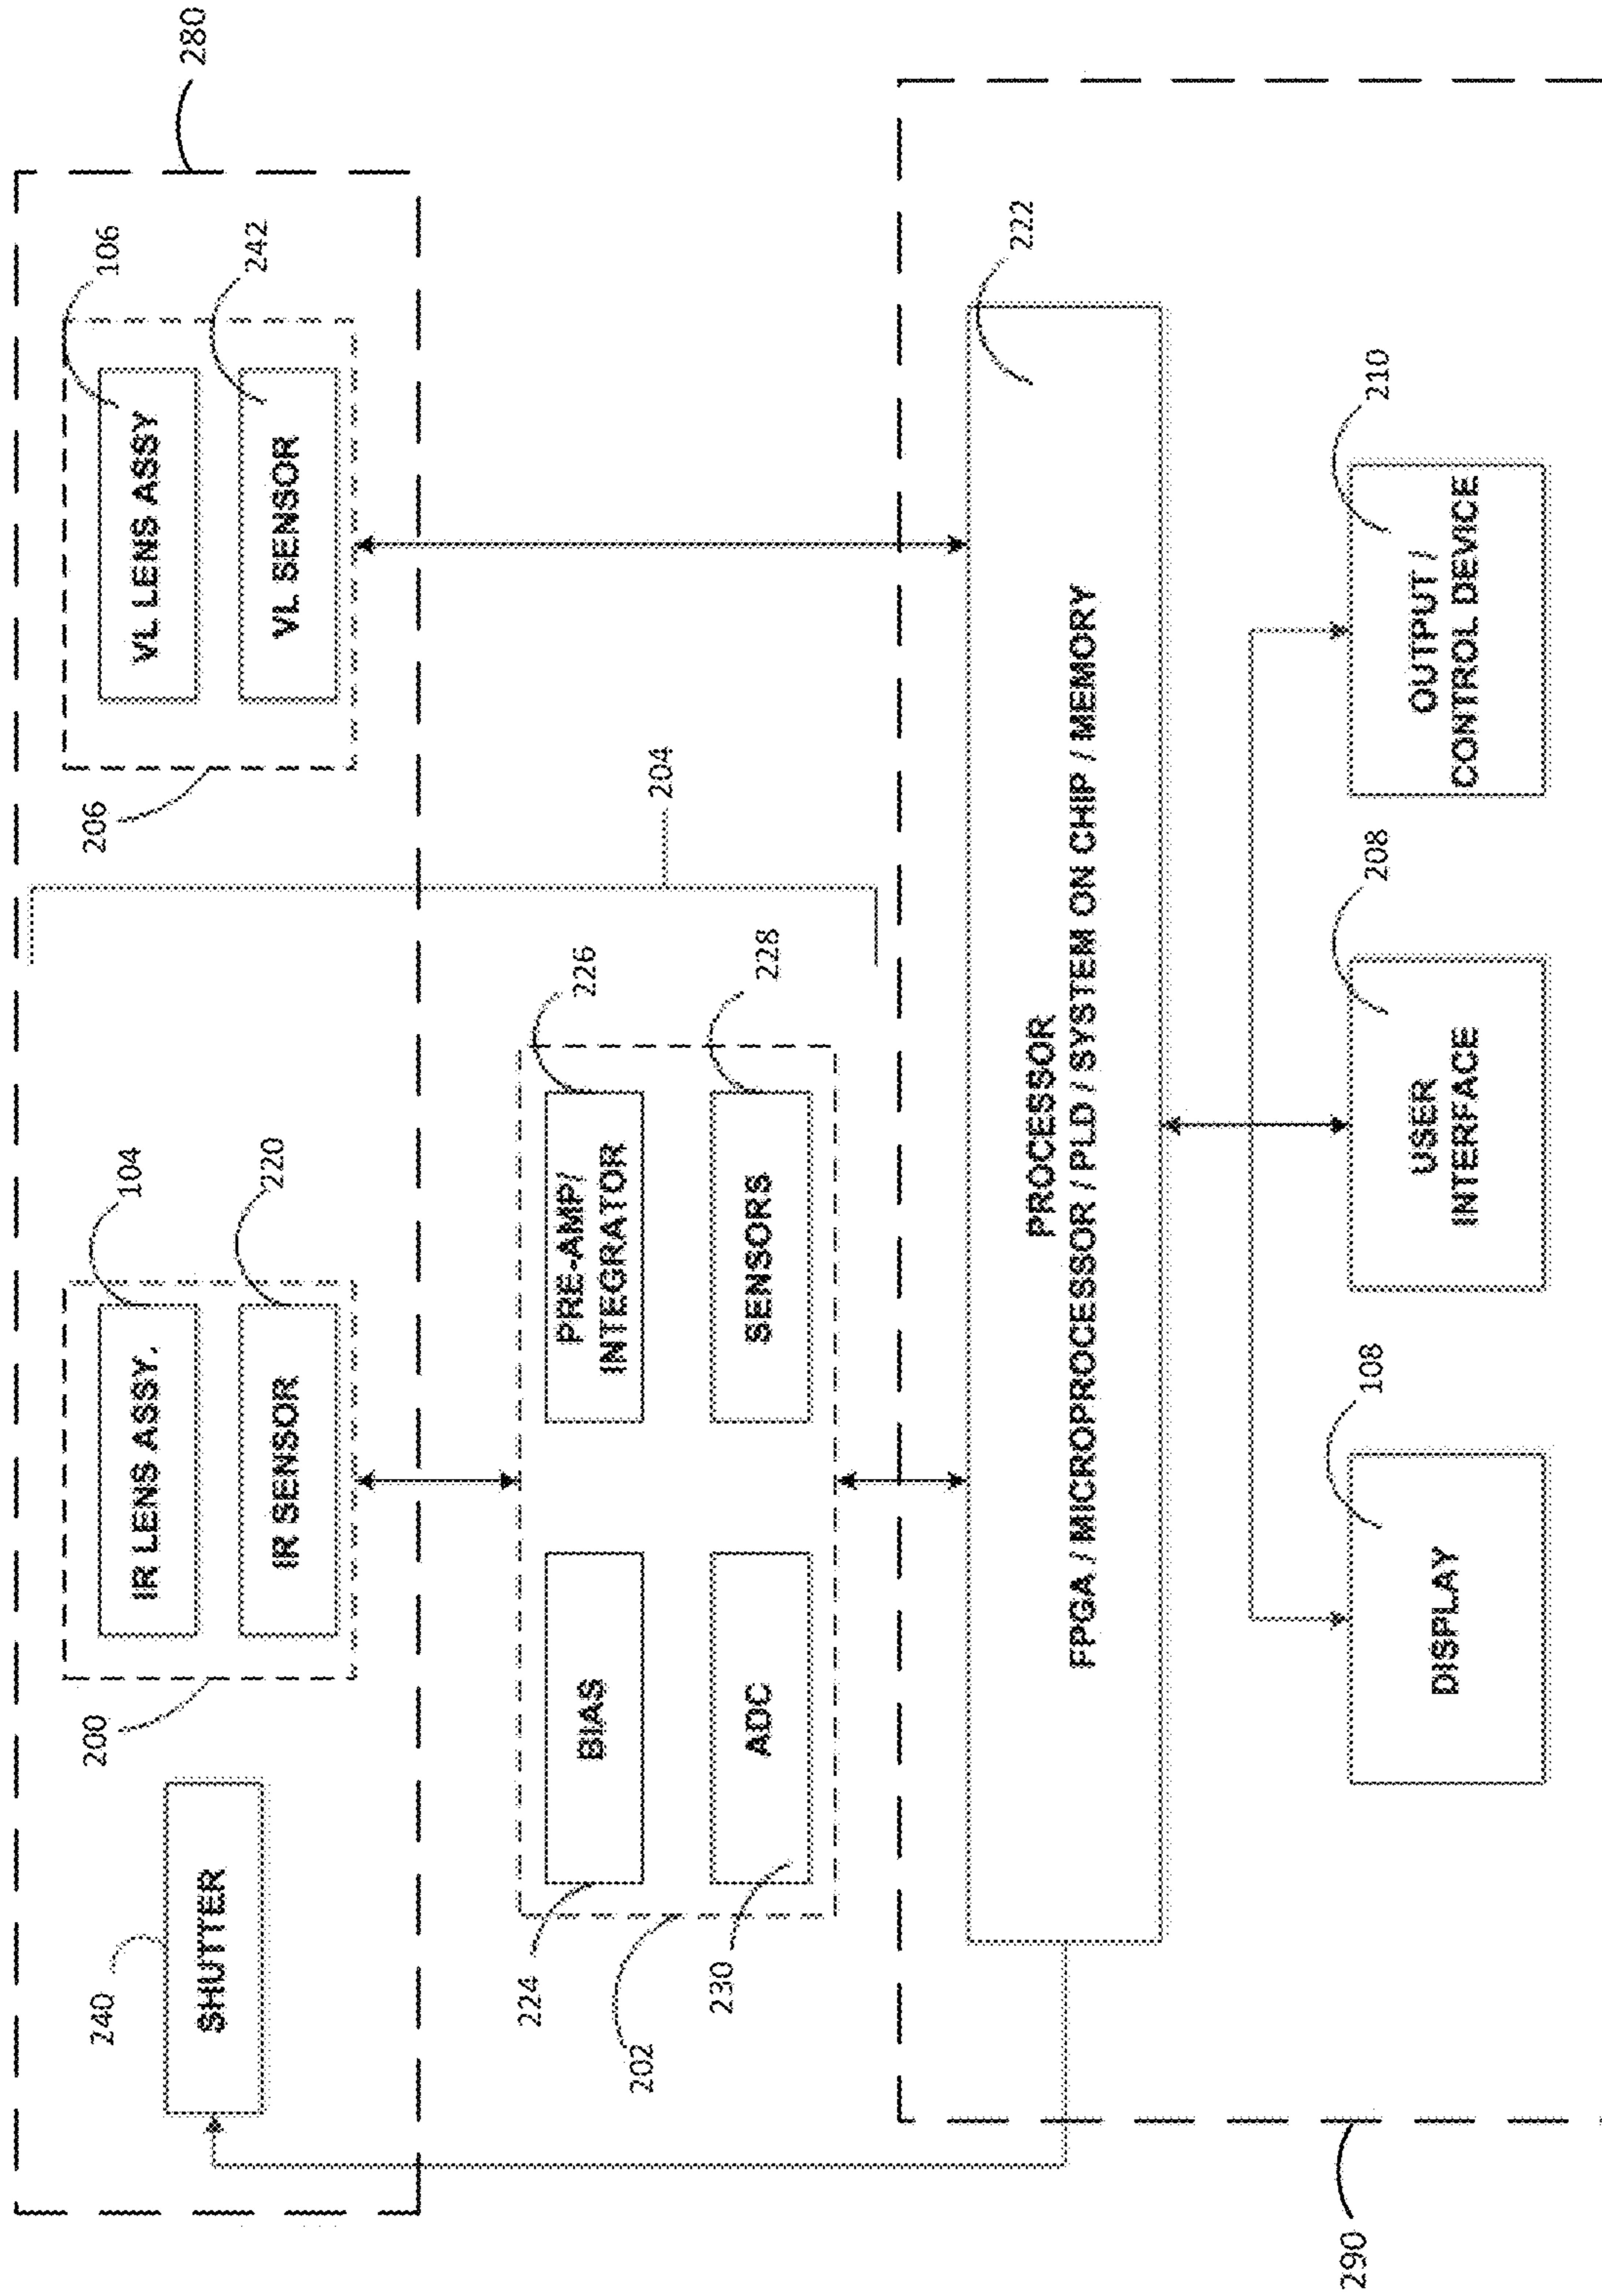 280
240
SHUTTER
200
IR LENS ASSY.
104
IR SENSOR
220
206
VL LENS ASSY
106
VL SENSOR
242
204
202
224
BIAS
PRE-AMP/
INTEGRATOR
226
230
ADC
SENSORS
228
290
PROCESSOR
FPGA / MICROPROCESSOR / PLD / SYSTEM ON CHIP / MEMORY
222
DISPLAY
108
USER
INTERFACE
208
OUTPUT /
CONTROL DEVICE
210